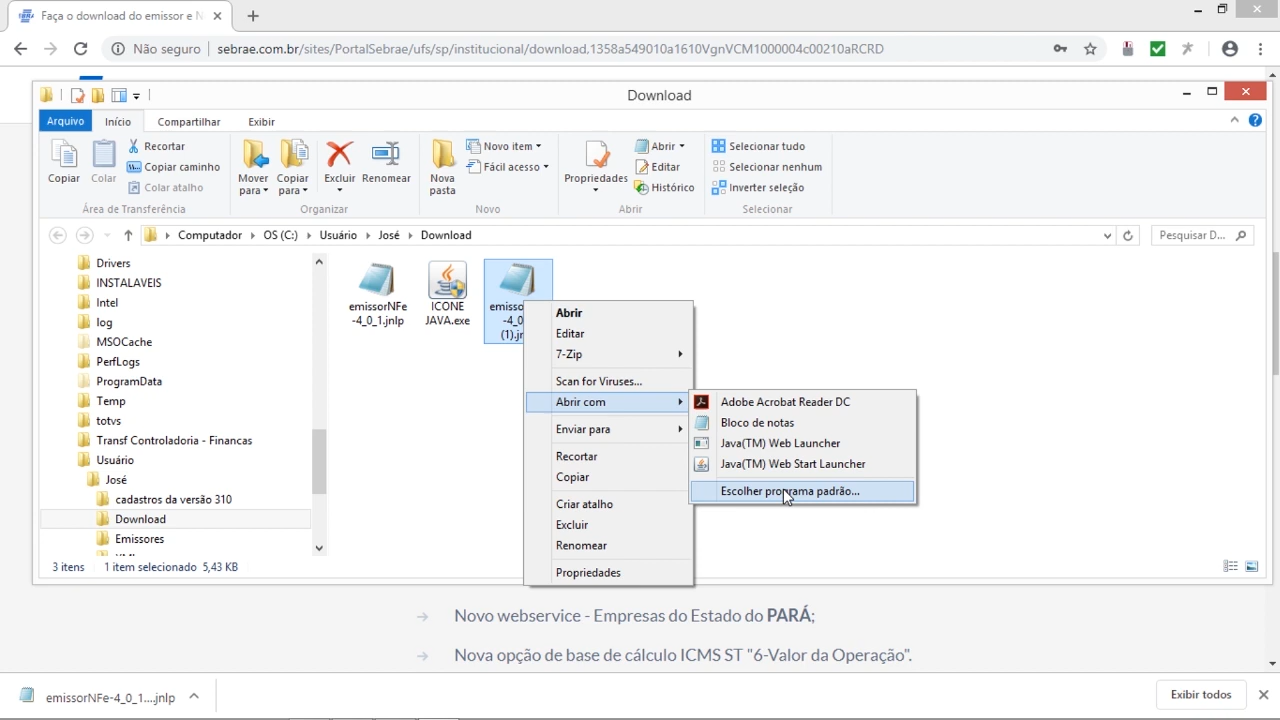 Faça o download do emissor e N
Não seguro
sebrae.com.br/sites/PortalSebrae/ufs/sp/institucional/download,1358a549010a1610VgnVCM1000004c00210aRCRD
Download
Arquivo
Início
Compartilhar
Exibir
Copiar
Colar
Recortar
Copiar caminho
Colar atalho
Área de Transferência
Mover para
Copiar para
Excluir
Renomear
Organizar
Nova pasta
Novo item
Fácil acesso
Novo
Propriedades
Abrir
Editar
Histórico
Abrir
Selecionar tudo
Selecionar nenhum
Inverter seleção
Selecionar
Computador
OS (C:)
Usuário
José
Download
Pesquisar D...
Drivers
INSTALAVEIS
Intel
log
MSOCache
PerfLogs
ProgramData
Temp
totvs
Transf Controladoria - Financas
Usuário
José
cadastros da versão 310
Download
Emissores
emissorNFe
-4_0_1.jnlp
ICONE
JAVA.exe
Abrir
Editar
7-Zip
Scan for Viruses...
Abrir com
Enviar para
Recortar
Copiar
Criar atalho
Excluir
Renomear
Propriedades
Adobe Acrobat Reader DC
Bloco de notas
Java(TM) Web Launcher
Java(TM) Web Start Launcher
Escolher programa padrão...
3 itens
1 item selecionado 5,43 KB
Novo webservice - Empresas do Estado do PARÁ;
Nova opção de base de cálculo ICMS ST "6-Valor da Operação".
emissorNFe-4_0_1....jnlp
Exibir todos